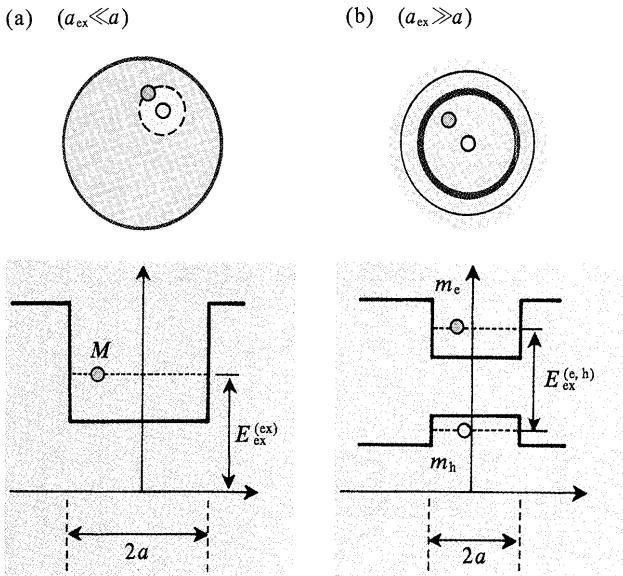 (a) (a_ex≪a)
(b) (a_ex≫a)
M
E_ex^(ex)
2a
m_e
E_ex^(e, h)
m_h
2a